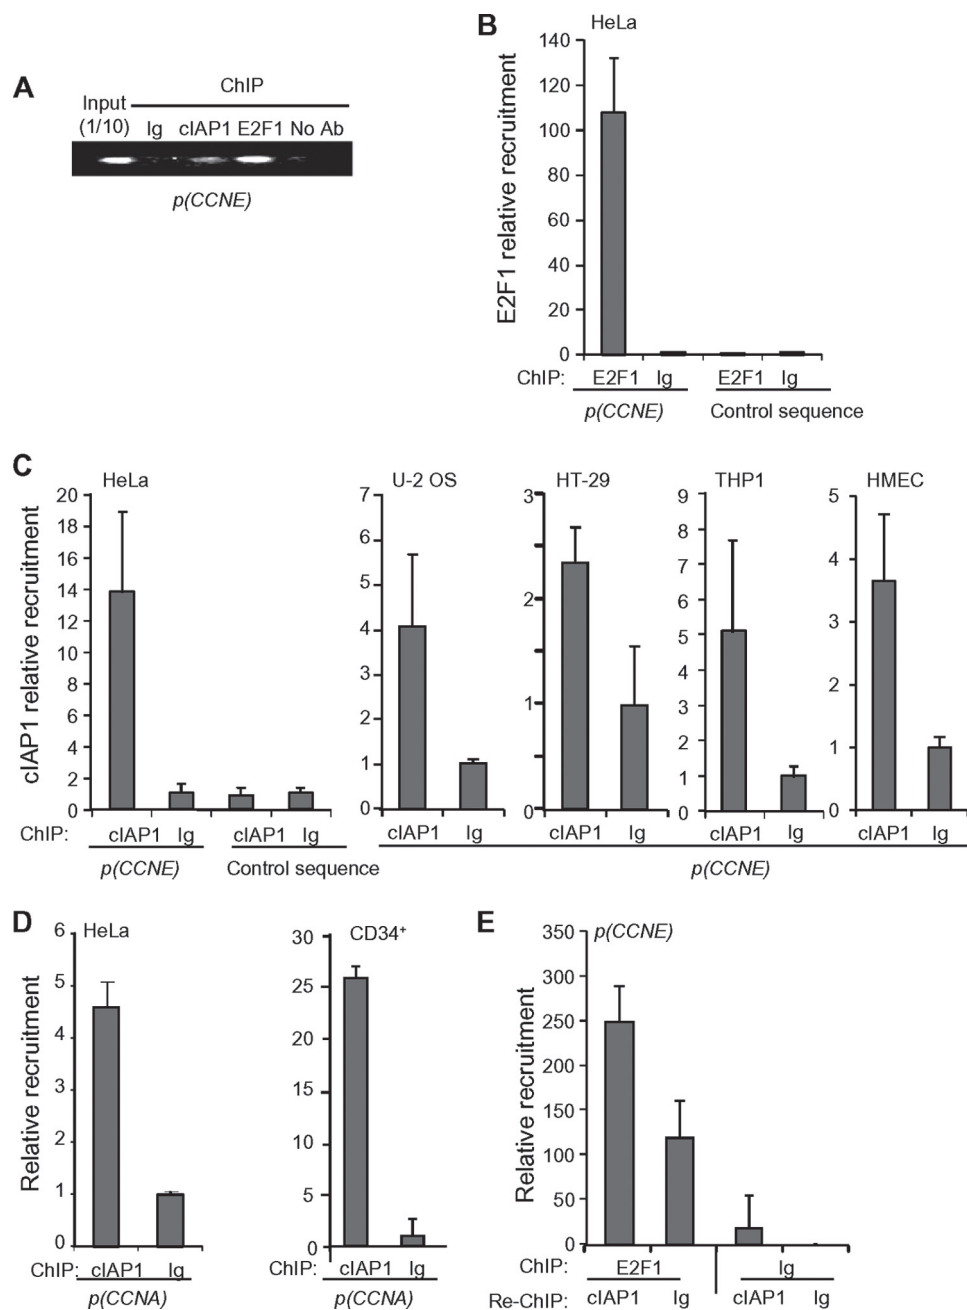 A
ChIP
Input
(1/10) Ig cIAP1 E2F1 No Ab
p(CCNE)
B
HeLa
E2F1 relative recruitment
140
120
100
80
60
40
20
0
ChIP: E2F1 Ig E2F1 Ig
p(CCNE) Control sequence
C
cIAP1 relative recruitment
HeLa
20
18
16
14
12
10
8
6
4
2
0
ChIP: cIAP1 Ig cIAP1 Ig
p(CCNE) Control sequence
U-2 OS
7
6
5
4
3
2
1
0
cIAP1 Ig
HT-29
3
2
1
0
cIAP1 Ig
THP1
9
8
7
6
5
4
3
2
1
0
cIAP1 Ig
HMEC
5
4
3
2
1
0
cIAP1 Ig
p(CCNE)
D
Relative recruitment
HeLa
6
5
4
3
2
1
0
ChIP: cIAP1 Ig
p(CCNA)
CD34+
30
25
20
15
10
5
0
ChIP: cIAP1 Ig
p(CCNA)
E
p(CCNE)
Relative recruitment
350
300
250
200
150
100
50
0
ChIP: E2F1 Ig
Re-ChIP: cIAP1 Ig cIAP1 Ig